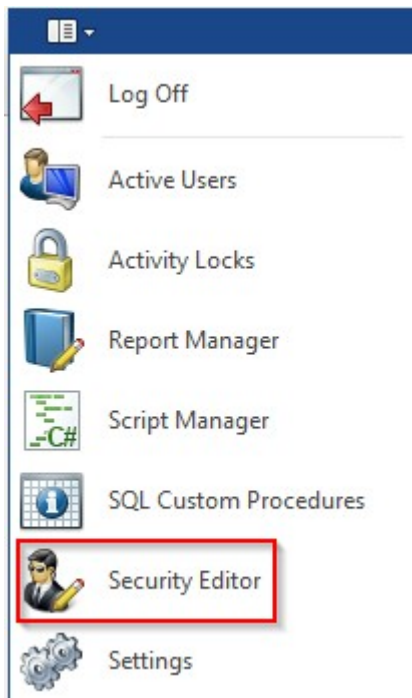 Log Off
Active Users
Activity Locks
Report Manager
Script Manager
C#
SQL Custom Procedures
Security Editor
Settings